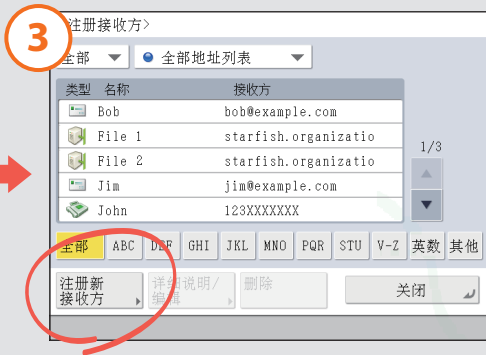 3
注册接收方>
全部 全部地址列表
类型 名称 接收方
Bob bob@example.com
File 1 starfish.organizatio
File 2 starfish.organizatio
Jim jim@example.com
John 123XXXXXXX
1/3
全部 ABC DEF GHI JKL MNO PQR STU V-Z 英数 其他
注册新
接收方
详细说明/
编辑
删除
关闭